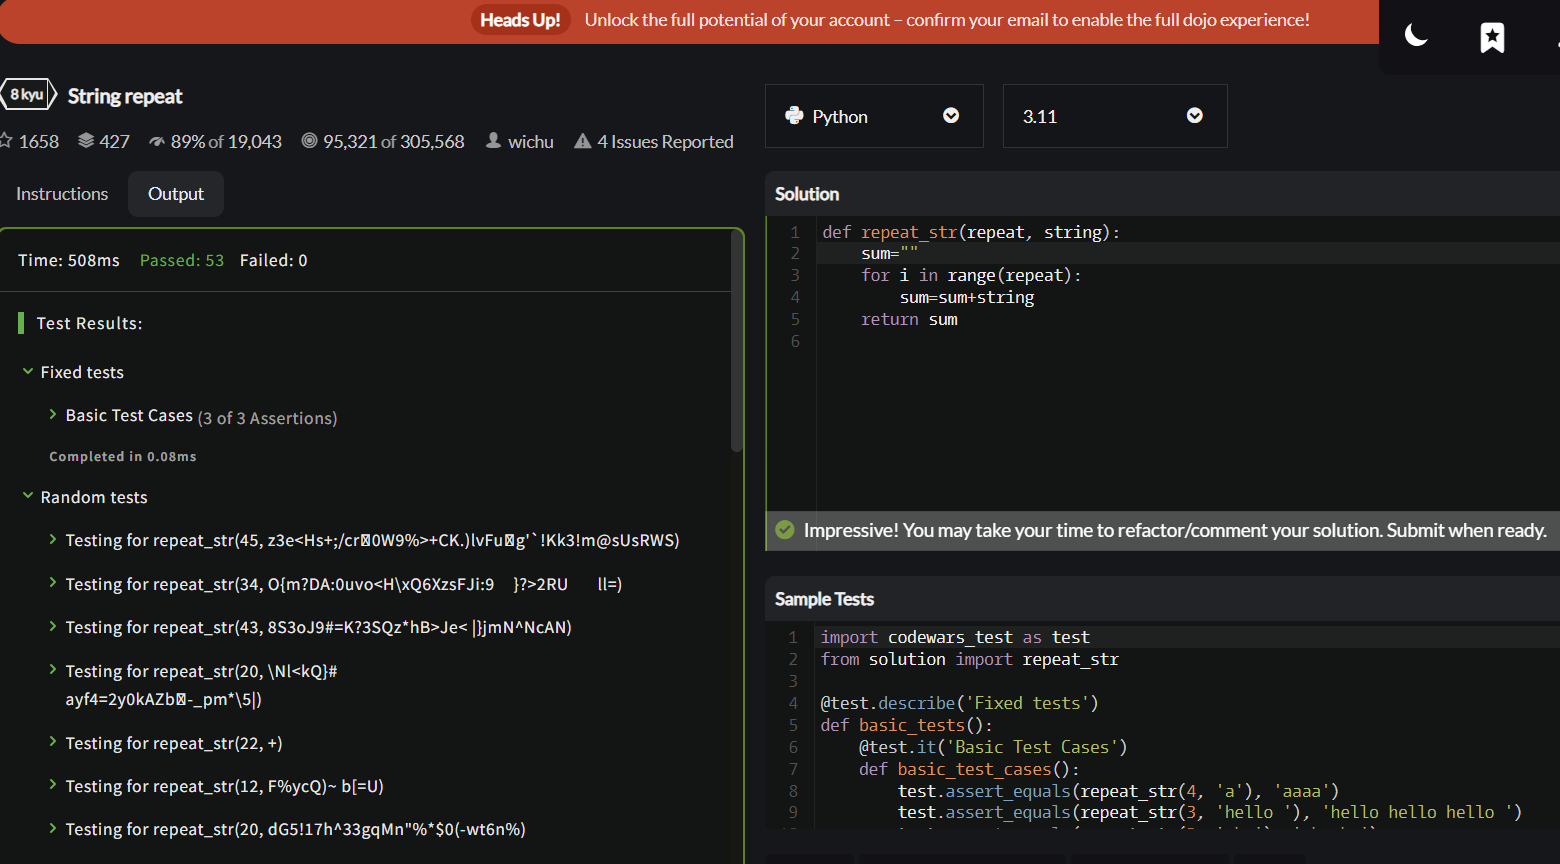 Heads Up! Unlock the full potential of your account – confirm your email to enable the full dojo experience!
8 kyu String repeat
1658 427 89% of 19,043 95,321 of 305,568 wichu 4 Issues Reported
Instructions Output
Time: 508ms Passed: 53 Failed: 0
Test Results:
Fixed tests
Basic Test Cases (3 of 3 Assertions)
Completed in 0.08ms
Random tests
Testing for repeat_str(45, z3e<Hs+;/cr0W9%>+CK.)lvFug'`!Kk3!m@sUsRWS)
Testing for repeat_str(34, O{m?DA:0uvo<H\xQ6XzsFJi:9 }?>2RU ll=)
Testing for repeat_str(43, 8S3oJ9#=K?3SQz*hB>Je< |}jmN^NcAN)
Testing for repeat_str(20, \Nl<kQ}#
ayf4=2y0kAZb-_pm*\5|)
Testing for repeat_str(22, +)
Testing for repeat_str(12, F%ycQ)~ b[=U)
Testing for repeat_str(20, dG5!17h^33gqMn"%*$0(-wt6n%)
Python 3.11
Solution
1 def repeat_str(repeat, string):
2 sum=""
3 for i in range(repeat):
4 sum=sum+string
5 return sum
6
Impressive! You may take your time to refactor/comment your solution. Submit when ready.
Sample Tests
1 import codewars_test as test
2 from solution import repeat_str
3
4 @test.describe('Fixed tests')
5 def basic_tests():
6 @test.it('Basic Test Cases')
7 def basic_test_cases():
8 test.assert_equals(repeat_str(4, 'a'), 'aaaa')
9 test.assert_equals(repeat_str(3, 'hello '), 'hello hello hello ')